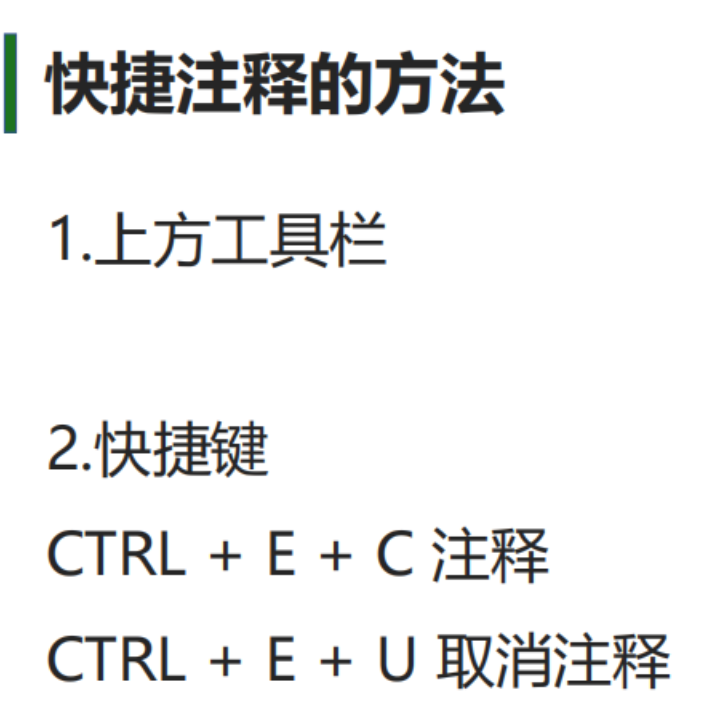 快捷注释的方法
1.上方工具栏
2.快捷键
CTRL + E + C 注释
CTRL + E + U 取消注释